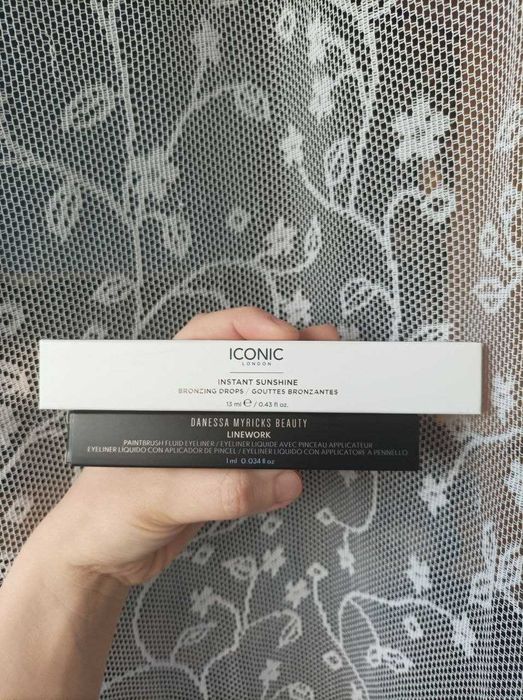 ICONIC
LONDON
INSTANT SUNSHINE
BRONZING DROPS / GOUTTES BRONZANTES
13 ml ℮ / 0.43 fl oz.
DANESSA MYRICKS BEAUTY
LINEWORK
PAINTBRUSH FLUID EYELINER / EYELINER LIQUIDE AVEC PINCEAU APPLICATEUR
EYELINER LÍQUIDO CON APLICADOR DE PINCEL / EYELINER LIQUIDO CON APPLICATORE A PENNELLO
1 ml 0.034 fl oz